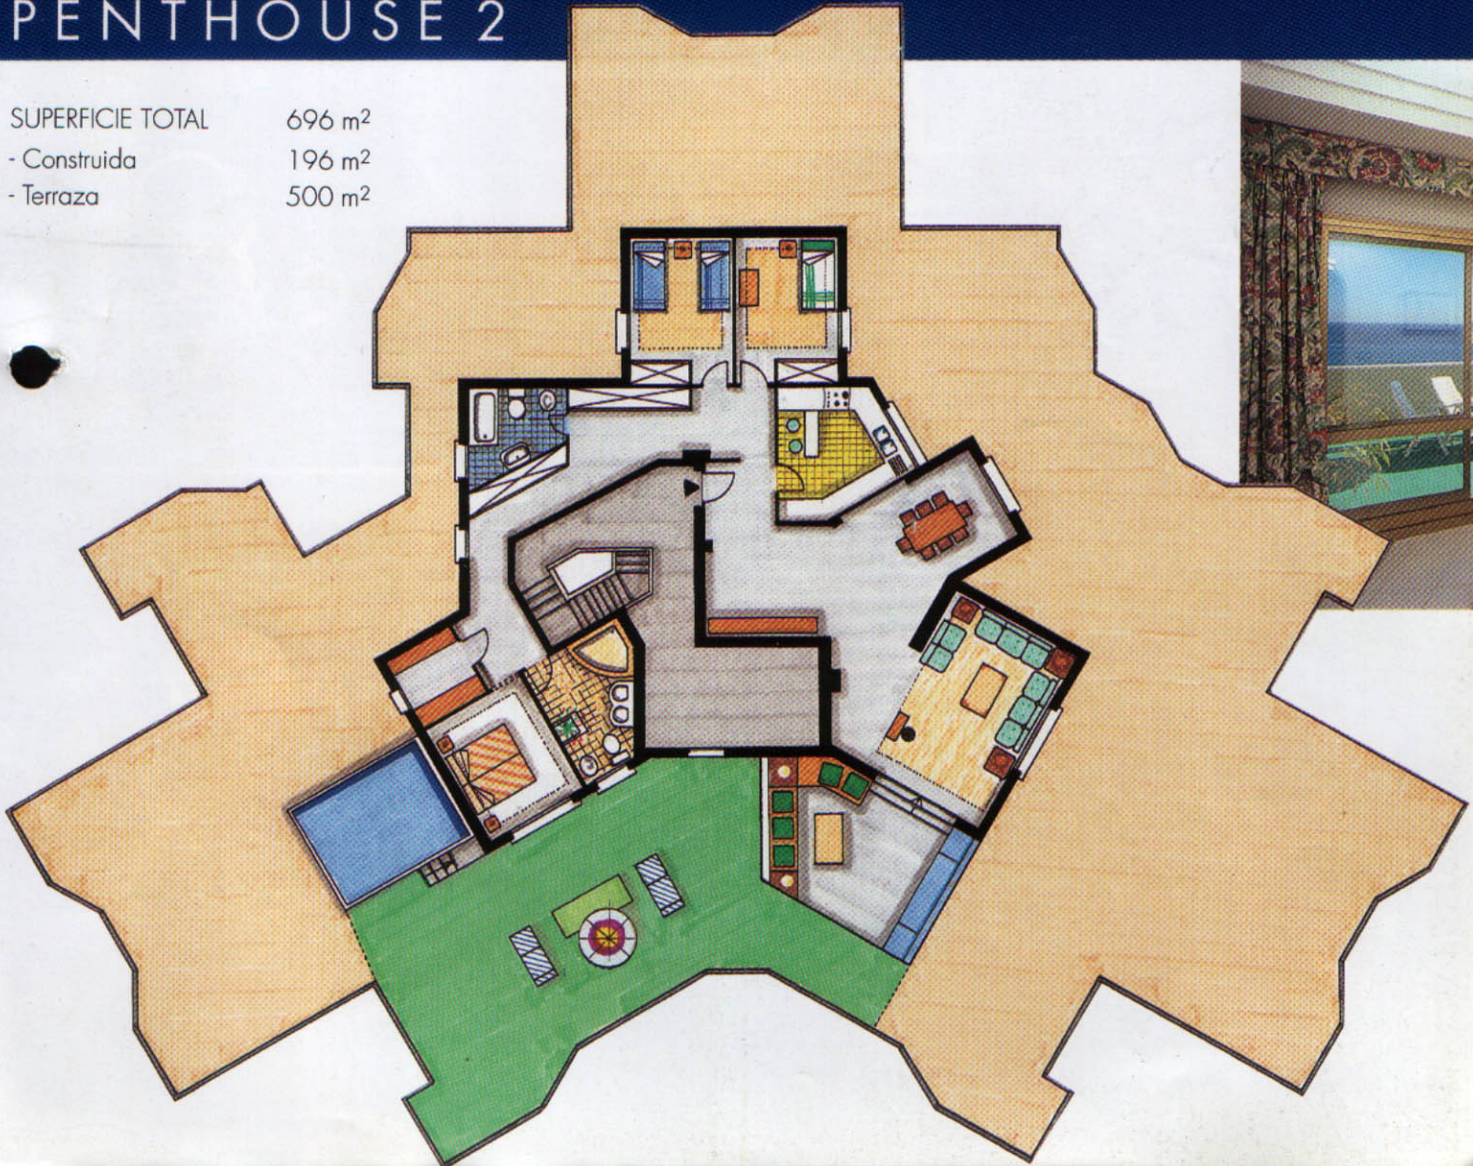 PENTHOUSE 2
SUPERFICIE TOTAL 696 m²
- Construida 196 m²
- Terraza 500 m²